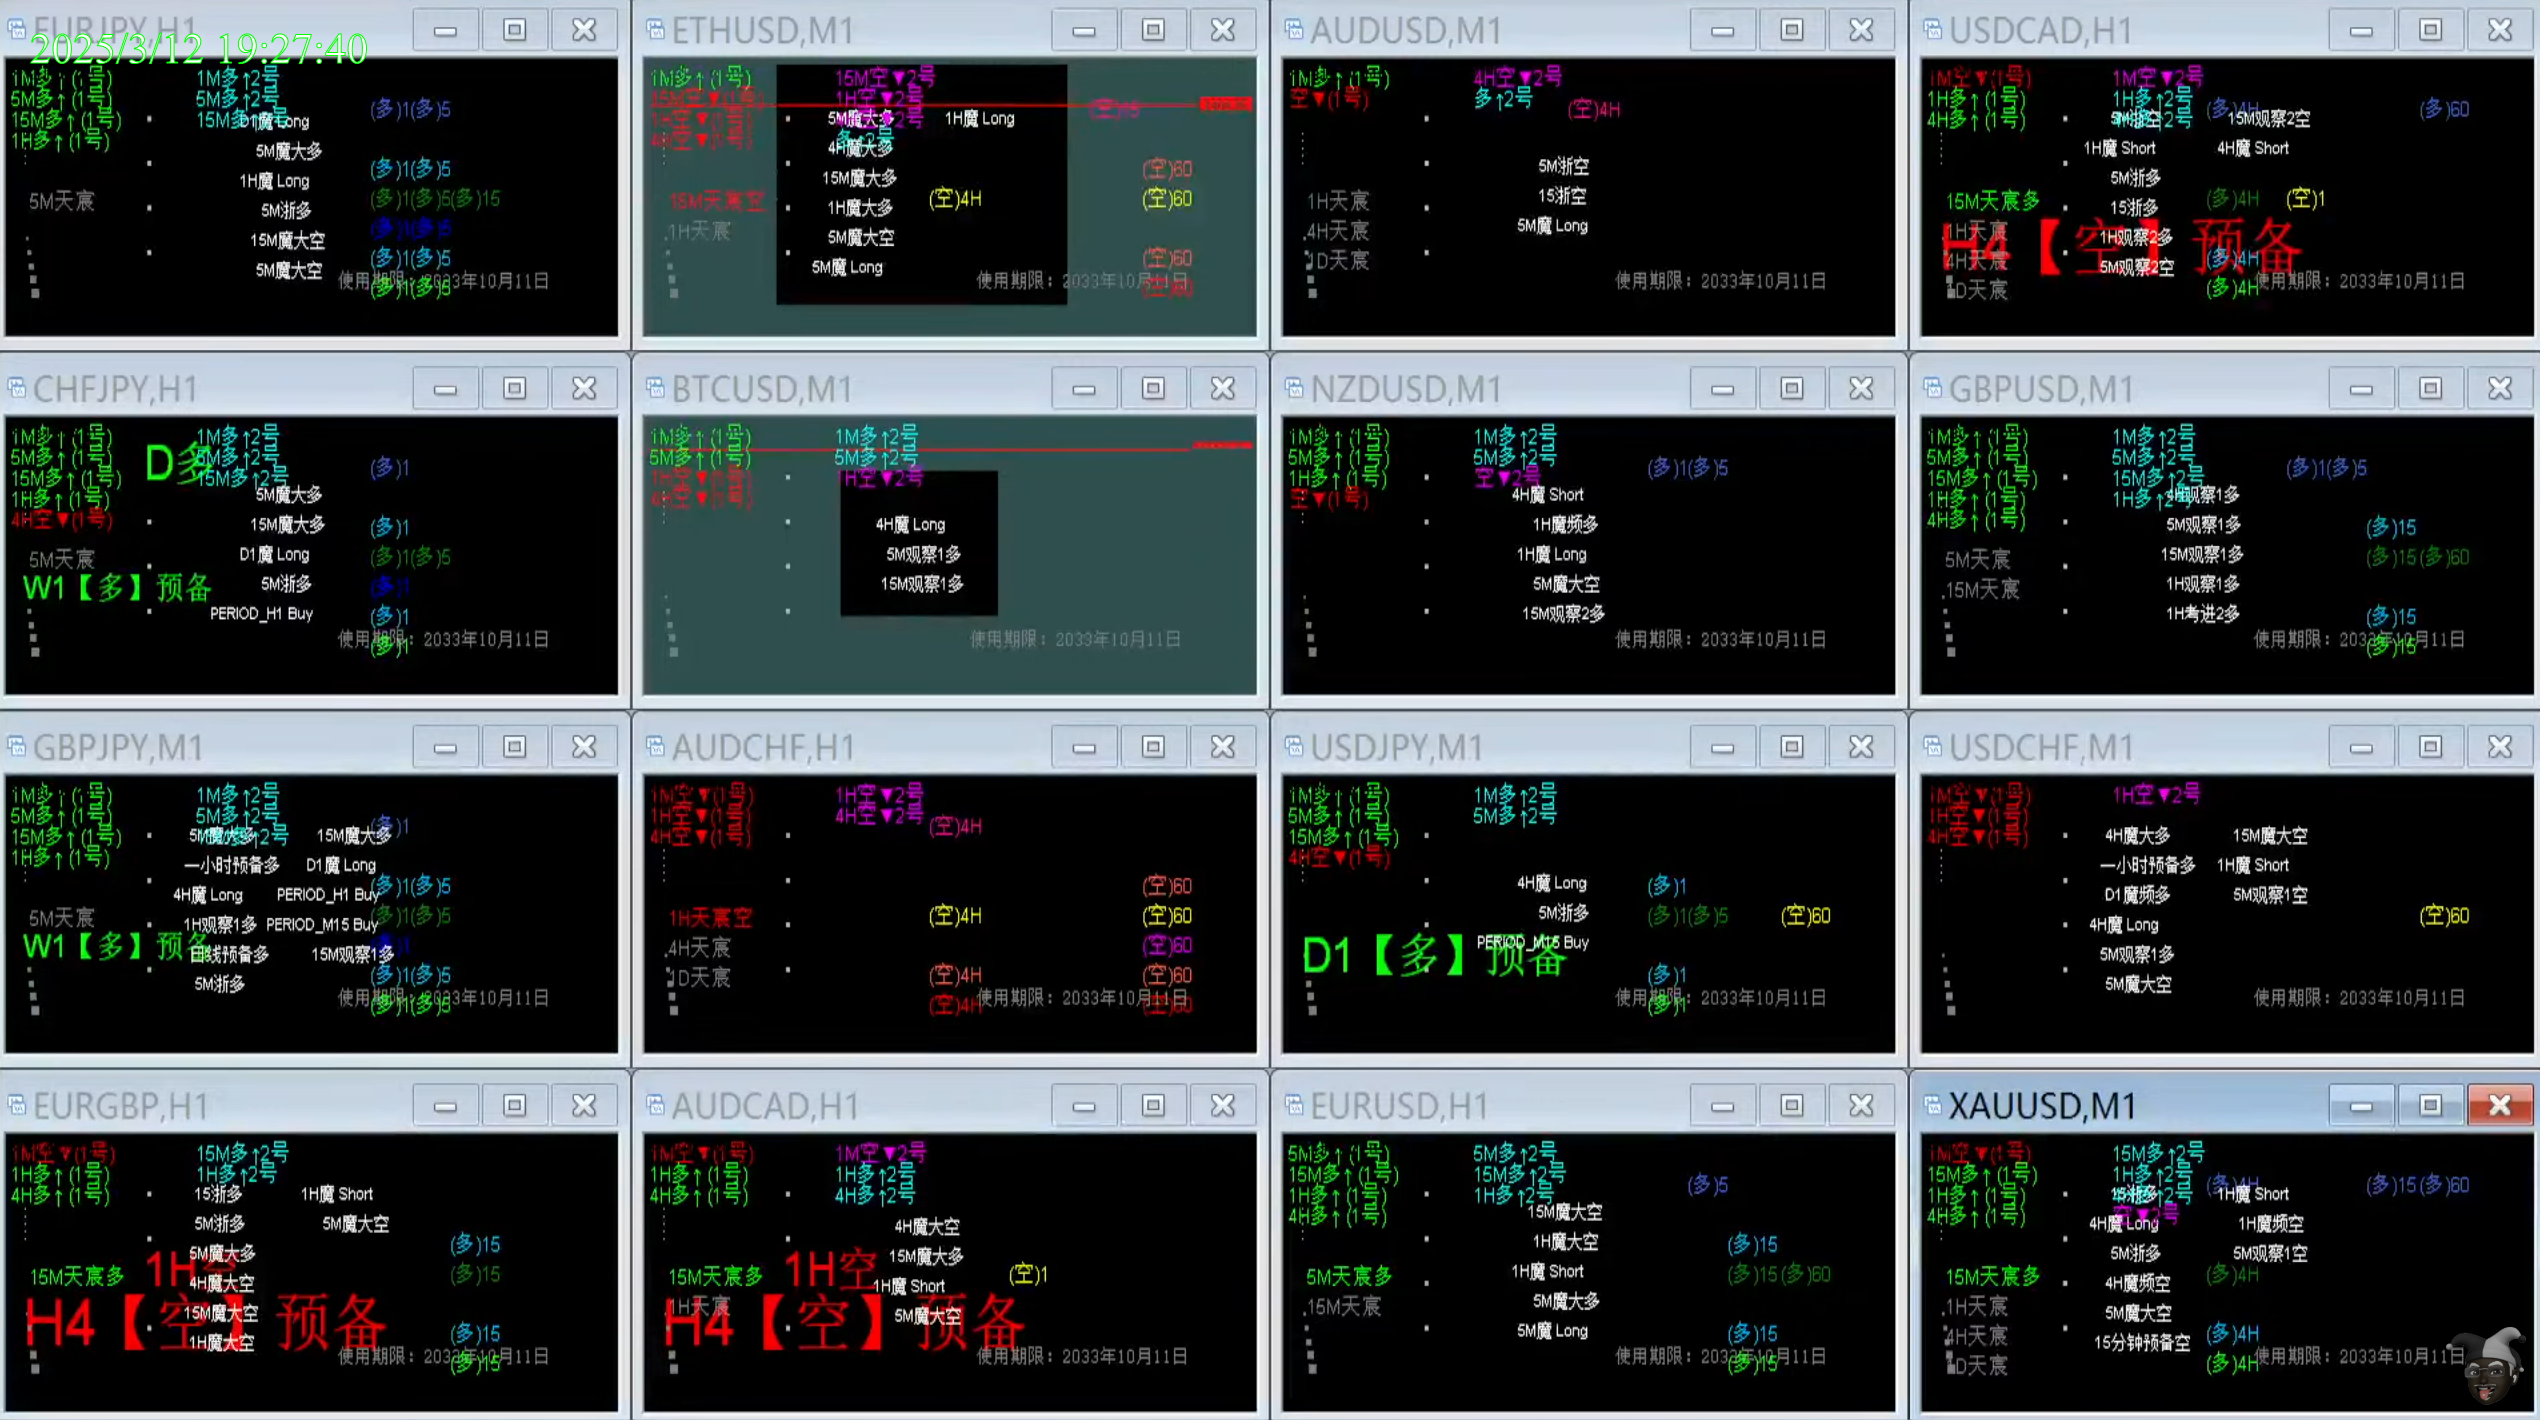 2025/3/12 19:27:40
EURJPY,H1
1M多↑(1号)
5M多↑(1号)
15M多↑(1号)
1H多↑(1号)
1M多↑2号
5M多↑2号
15M多↑2号
D1魔 Long
5M魔大多
1H魔 Long
5M浙多
15M魔大空
5M魔大空
5M天宸
(多)1(多)5
(多)1(多)5
(多)1(多)5(多)15
(多)1(多)5
(多)1(多)5
(多)1(多)5
使用期限：2033年10月11日
ETHUSD,M1
1M多↑(1号)
15M空▼(1号)
1H空▼(1号)
4H空▼(1号)
15M空▼2号
1H空▼2号
多↑2号
5M魔大多
1H魔 Long
4H魔大多
15M魔大多
1H魔大多
5M魔大空
5M魔 Long
15M天宸空
1H天宸
(空)15
(空)60
(空)4H
(空)60
(空)60
(空)60
使用期限：2033年10月11日
AUDUSD,M1
1M多↑(1号)
空▼(1号)
4H空▼2号
多↑2号
(空)4H
5M浙空
15浙空
5M魔 Long
1H天宸
4H天宸
1D天宸
使用期限：2033年10月11日
USDCAD,H1
1M空▼(1号)
1H多↑(1号)
4H多↑(1号)
1M空▼2号
1H多↑2号
4H多↑2号
(多)4H
(多)60
5M浙空
15M观察2空
1H魔 Short
4H魔 Short
5M浙多
15浙多
1H观察2多
5M观察2空
15M天宸多
1H天宸
4H天宸
1D天宸
H4【空】预备
(多)4H
(空)1
(多)4H
(多)4H
使用期限：2033年10月11日
CHFJPY,H1
1M多↑(1号)
5M多↑(1号)
15M多↑(1号)
1H多↑(1号)
4H空▼(1号)
D多
1M多↑2号
5M多↑2号
15M多↑2号
5M魔大多
15M魔大多
D1魔 Long
5M浙多
PERIOD_H1 Buy
5M天宸
W1【多】预备
(多)1
(多)1
(多)1(多)5
(多)1
(多)1
(多)1
使用期限：2033年10月11日
BTCUSD,M1
1M多↑(1号)
5M多↑(1号)
1H空▼(1号)
4H空▼(1号)
1M多↑2号
5M多↑2号
1H空▼2号
4H魔 Long
5M观察1多
15M观察1多
使用期限：2033年10月11日
NZDUSD,M1
1M多↑(1号)
5M多↑(1号)
1H多↑(1号)
空▼(1号)
1M多↑2号
5M多↑2号
空▼2号
(多)1(多)5
4H魔 Short
1H魔频多
1H魔 Long
5M魔大空
15M观察2多
使用期限：2033年10月11日
GBPUSD,M1
1M多↑(1号)
5M多↑(1号)
15M多↑(1号)
1H多↑(1号)
4H多↑(1号)
1M多↑2号
5M多↑2号
15M多↑2号
1H多↑2号
(多)1(多)5
4H观察1多
5M观察1多
15M观察1多
1H观察1多
1H考进2多
5M天宸
15M天宸
(多)15
(多)15(多)60
(多)15
(多)15
使用期限：2033年10月11日
GBPJPY,M1
1M多↑(1号)
5M多↑(1号)
15M多↑(1号)
1H多↑(1号)
1M多↑2号
5M多↑2号
15M多↑2号
5M魔大多
15M魔大多
一小时预备多
D1魔 Long
4H魔 Long
PERIOD_H1 Buy
1H观察1多
PERIOD_M15 Buy
日线预备多
15M观察1多
5M浙多
5M天宸
W1【多】预备
(多)1
(多)1(多)5
(多)1(多)5
(多)1
(多)1(多)5
(多)1(多)5
使用期限：2033年10月11日
AUDCHF,H1
1M空▼(1号)
1H空▼(1号)
4H空▼(1号)
1H空▼2号
4H空▼2号
(空)4H
(空)60
1H天宸空
(空)4H
(空)60
4H天宸
(空)60
1D天宸
(空)4H
(空)60
(空)4H
(空)60
使用期限：2033年10月11日
USDJPY,M1
1M多↑(1号)
5M多↑(1号)
15M多↑(1号)
4H空▼(1号)
1M多↑2号
5M多↑2号
4H魔 Long
5M浙多
PERIOD_M15 Buy
D1【多】预备
(多)1
(多)1(多)5
(空)60
(多)1
(多)1
使用期限：2033年10月11日
USDCHF,M1
1M空▼(1号)
1H空▼(1号)
4H空▼(1号)
1H空▼2号
4H魔大多
15M魔大空
一小时预备多
1H魔 Short
D1魔频多
5M观察1空
4H魔 Long
(空)60
5M观察1多
5M魔大空
使用期限：2033年10月11日
EURGBP,H1
1M空▼(1号)
1H多↑(1号)
4H多↑(1号)
15M多↑2号
1H多↑2号
15浙多
1H魔 Short
5M浙多
5M魔大空
5M魔大多
4H魔大空
15M魔大空
1H魔大空
15M天宸多
1H空
H4【空】预备
(多)15
(多)15
(多)15
(多)15
使用期限：2033年10月11日
AUDCAD,H1
1M空▼(1号)
1H多↑(1号)
4H多↑(1号)
1M空▼2号
1H多↑2号
4H多↑2号
4H魔大空
15M魔大多
1H魔 Short
5M魔大空
15M天宸多
1H天宸
1H空
H4【空】预备
(空)1
使用期限：2033年10月11日
EURUSD,H1
5M多↑(1号)
15M多↑(1号)
1H多↑(1号)
4H多↑(1号)
5M多↑2号
15M多↑2号
1H多↑2号
(多)5
15M魔大空
1H魔大空
1H魔 Short
5M魔大多
5M魔 Long
5M天宸多
15M天宸
(多)15
(多)15(多)60
(多)15
(多)15
使用期限：2033年10月11日
XAUUSD,M1
1M空▼(1号)
15M多↑(1号)
1H多↑(1号)
4H多↑(1号)
15M多↑2号
1H多↑2号
4H多↑2号
空▼2号
(多)4H
(多)15(多)60
15浙多
1H魔 Short
4H魔 Long
1H魔频空
5M浙多
5M观察1空
4H魔频空
5M魔大空
15分钟预备空
15M天宸多
1H天宸
4H天宸
1D天宸
(多)4H
(多)4H
(多)4H
使用期限：2033年10月11日